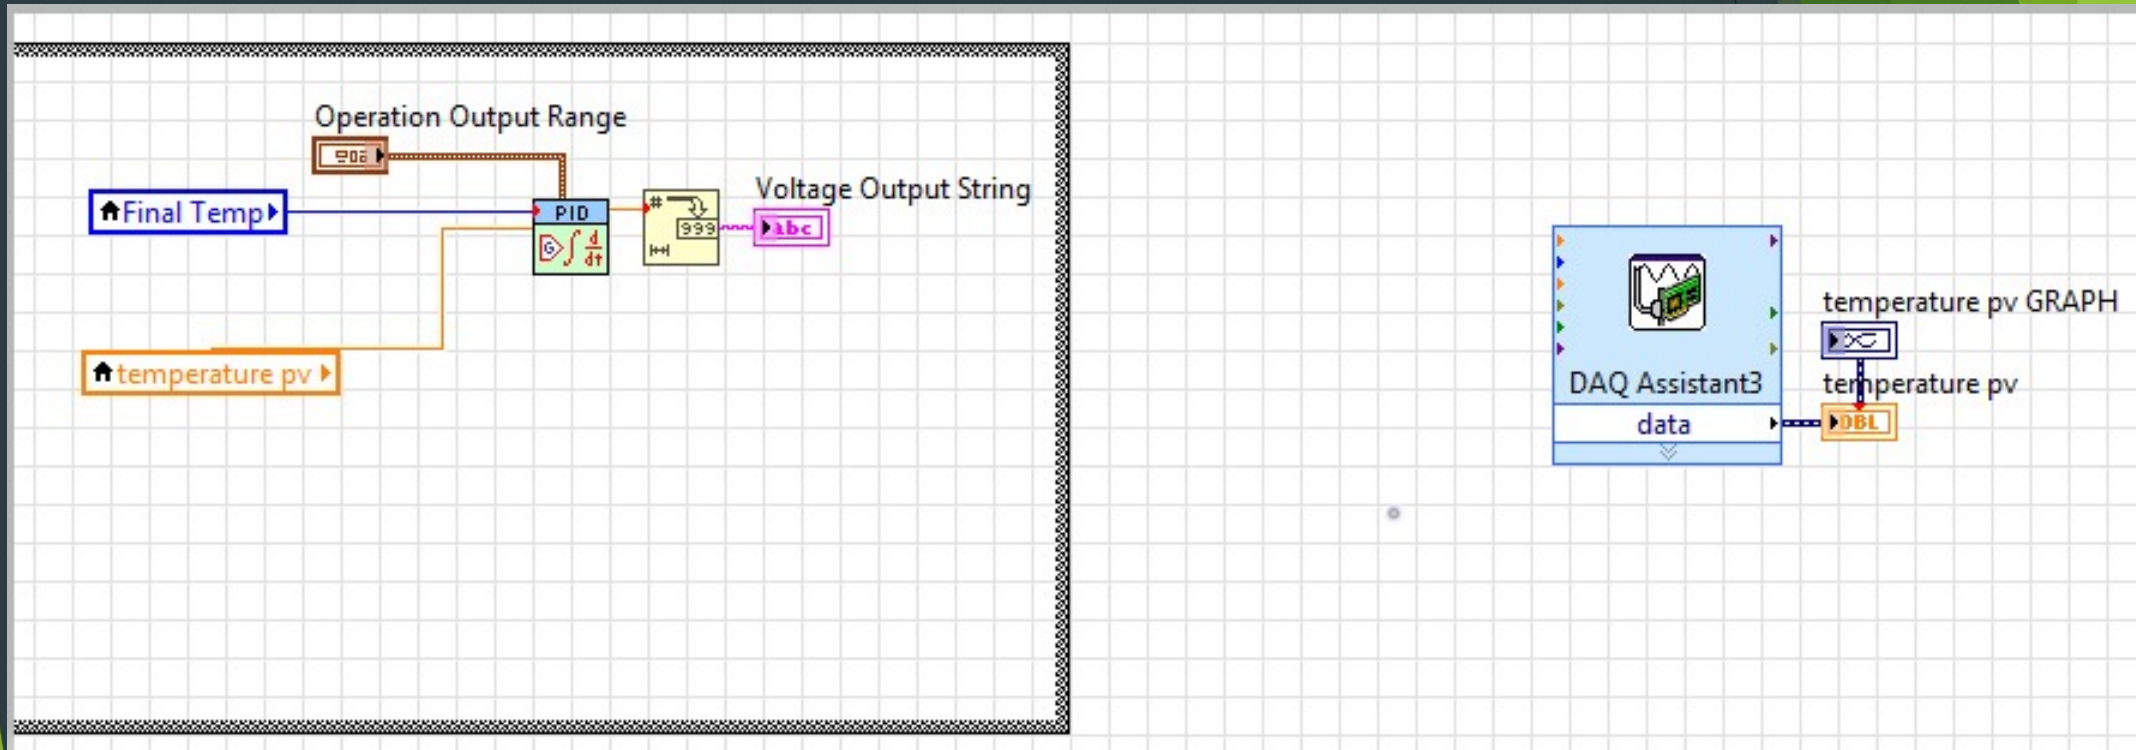 Operation Output Range
Final Temp
PID
G
d
dt
#
999
Voltage Output String
abc
temperature pv
DAQ Assistant3
data
temperature pv GRAPH
temperature pv
DBL